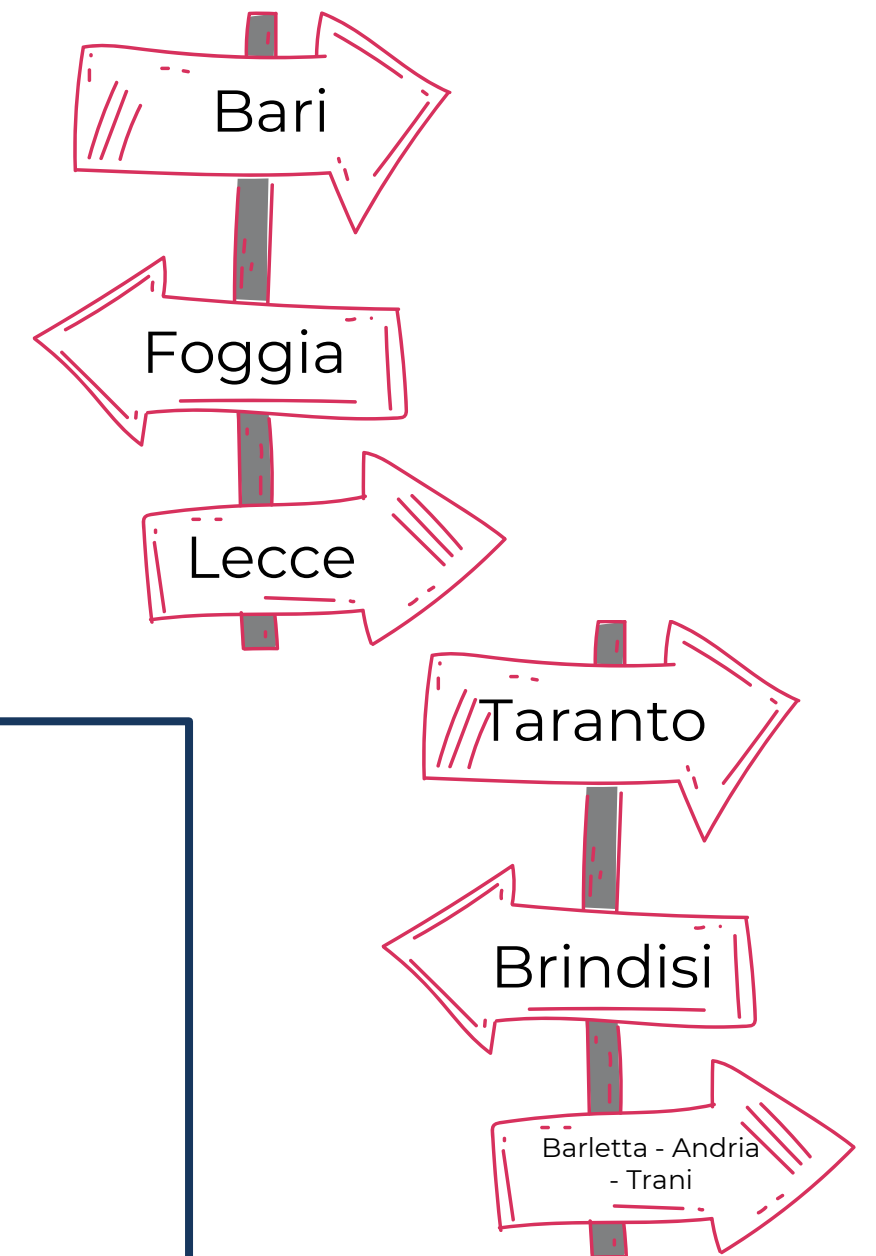 Bari
Foggia
Lecce
Taranto
Brindisi
Barletta - Andria
- Trani